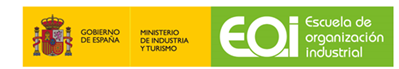 GOBIERNO
DE ESPAÑA
MINISTERIO
DE INDUSTRIA
Y TURISMO
EOi
Escuela de
organización
industrial